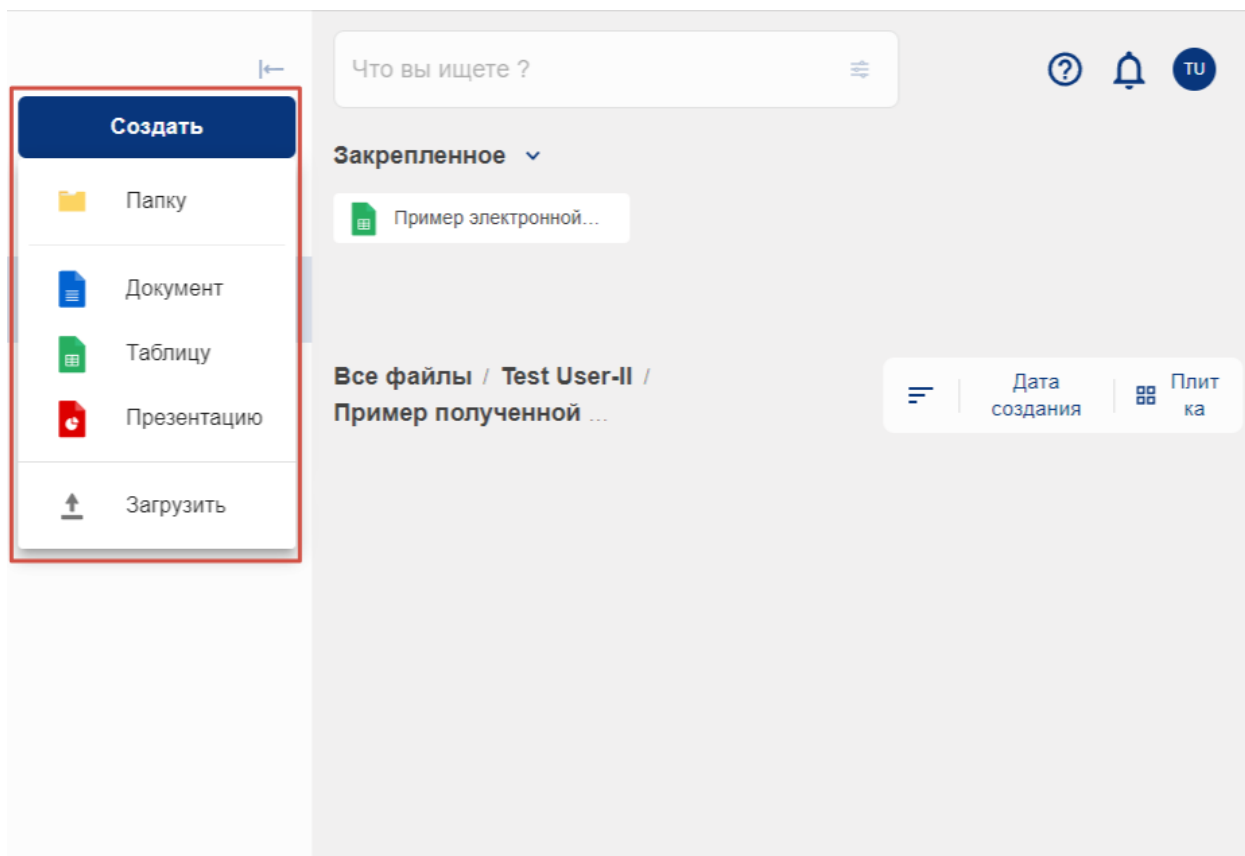 Что вы ищете ?
TU
Создать
Папку
Документ
Таблицу
Презентацию
Загрузить
Закрепленное
Пример электронной...
Все файлы / Test User-II /
Пример полученной ...
Дата
создания
Плит
ка